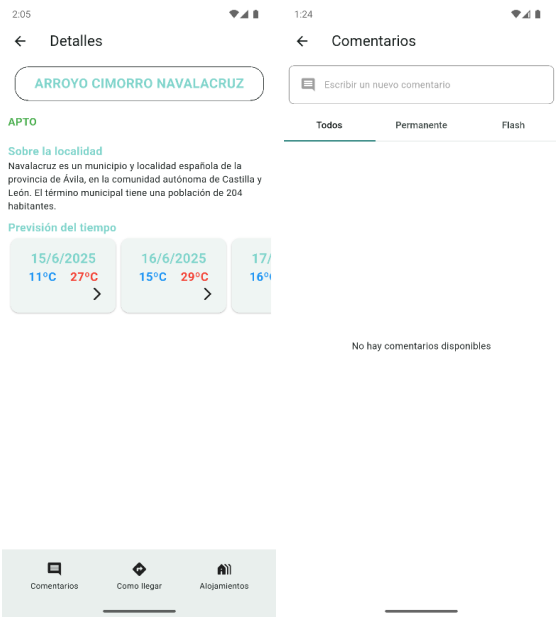 2:05
Detalles
ARROYO CIMORRO NAVALACRUZ
APTO
Sobre la localidad
Navalacruz es un municipio y localidad española de la
provincia de Ávila, en la comunidad autónoma de Castilla y
León. El término municipal tiene una población de 204
habitantes.
Previsión del tiempo
15/6/2025
11ºC 27ºC
16/6/2025
15ºC 29ºC
17/
16º
Comentarios
Como llegar
Alojamientos
1:24
Comentarios
Escribir un nuevo comentario
Todos
Permanente
Flash
No hay comentarios disponibles